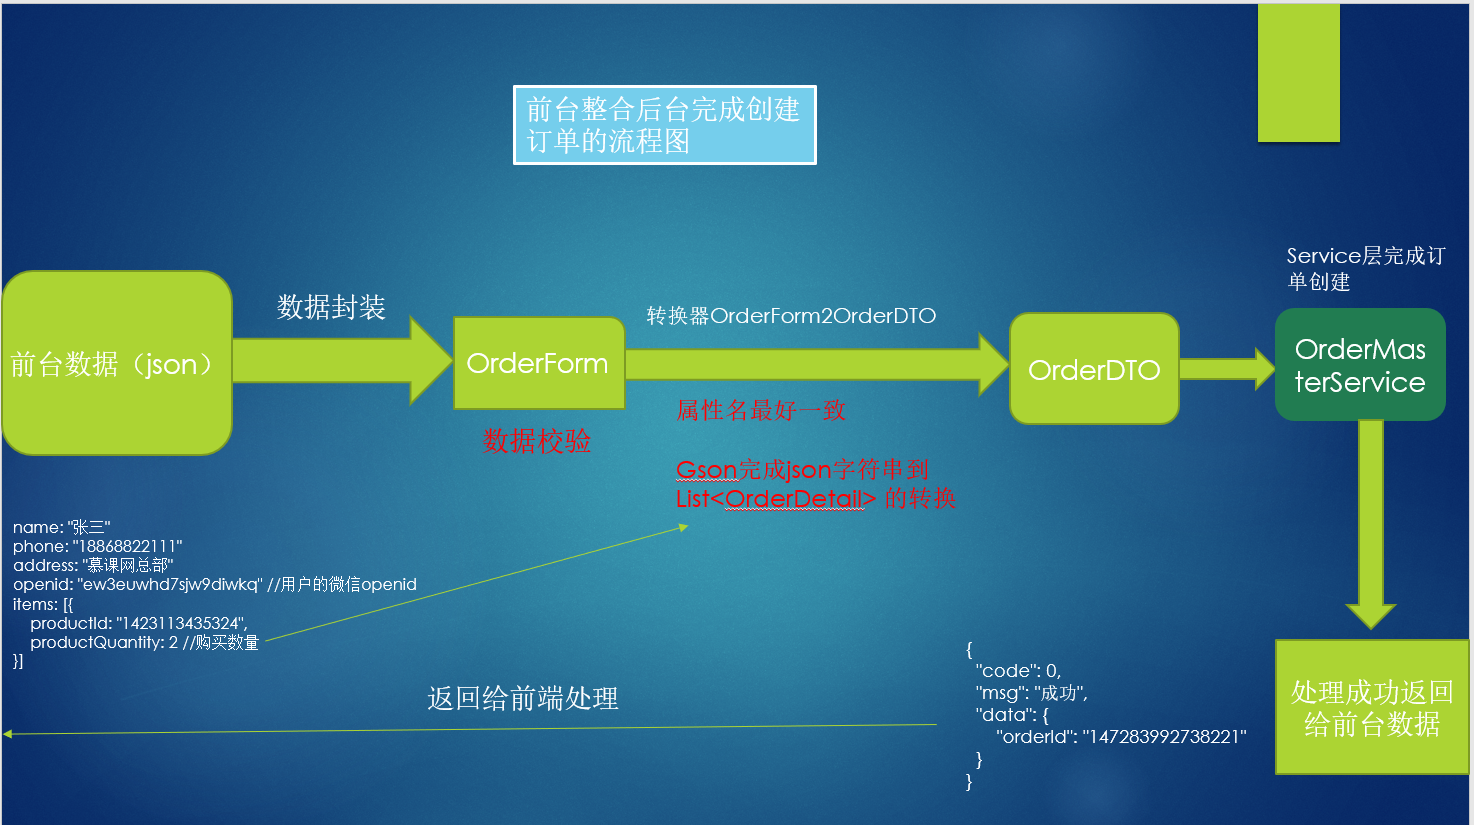 前台整合后台完成创建
订单的流程图
Service层完成订
单创建
前台数据（json）
数据封装
OrderForm
数据校验
转换器OrderForm2OrderDTO
属性名最好一致
Gson完成json字符串到
List<OrderDetail> 的转换
OrderDTO
OrderMas
terService
name: "张三"
phone: "18868822111"
address: "慕课网总部"
openid: "ew3euwhd7sjw9diwkq" //用户的微信openid
items: [{
productId: "1423113435324",
productQuantity: 2 //购买数量
}]
返回给前端处理
{
"code": 0,
"msg": "成功",
"data": {
"orderId": "147283992738221"
}
}
处理成功返回
给前台数据